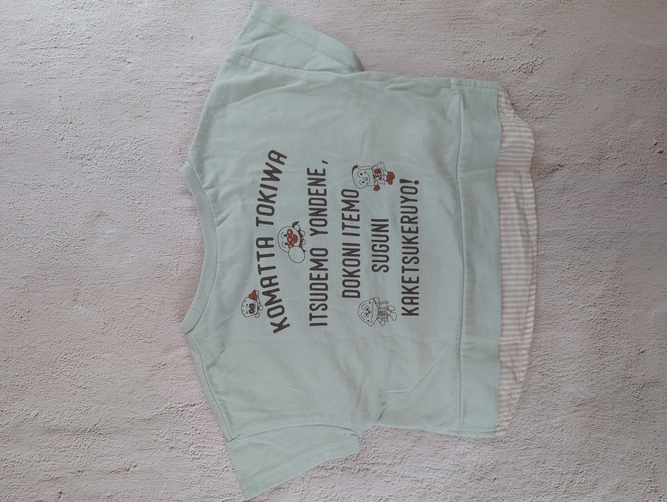 KOMATTA TOKIWA
ITSUDEMO YONDENE,
DOKONI ITEMO
SUGUNI
KAKETSUKERUYO!